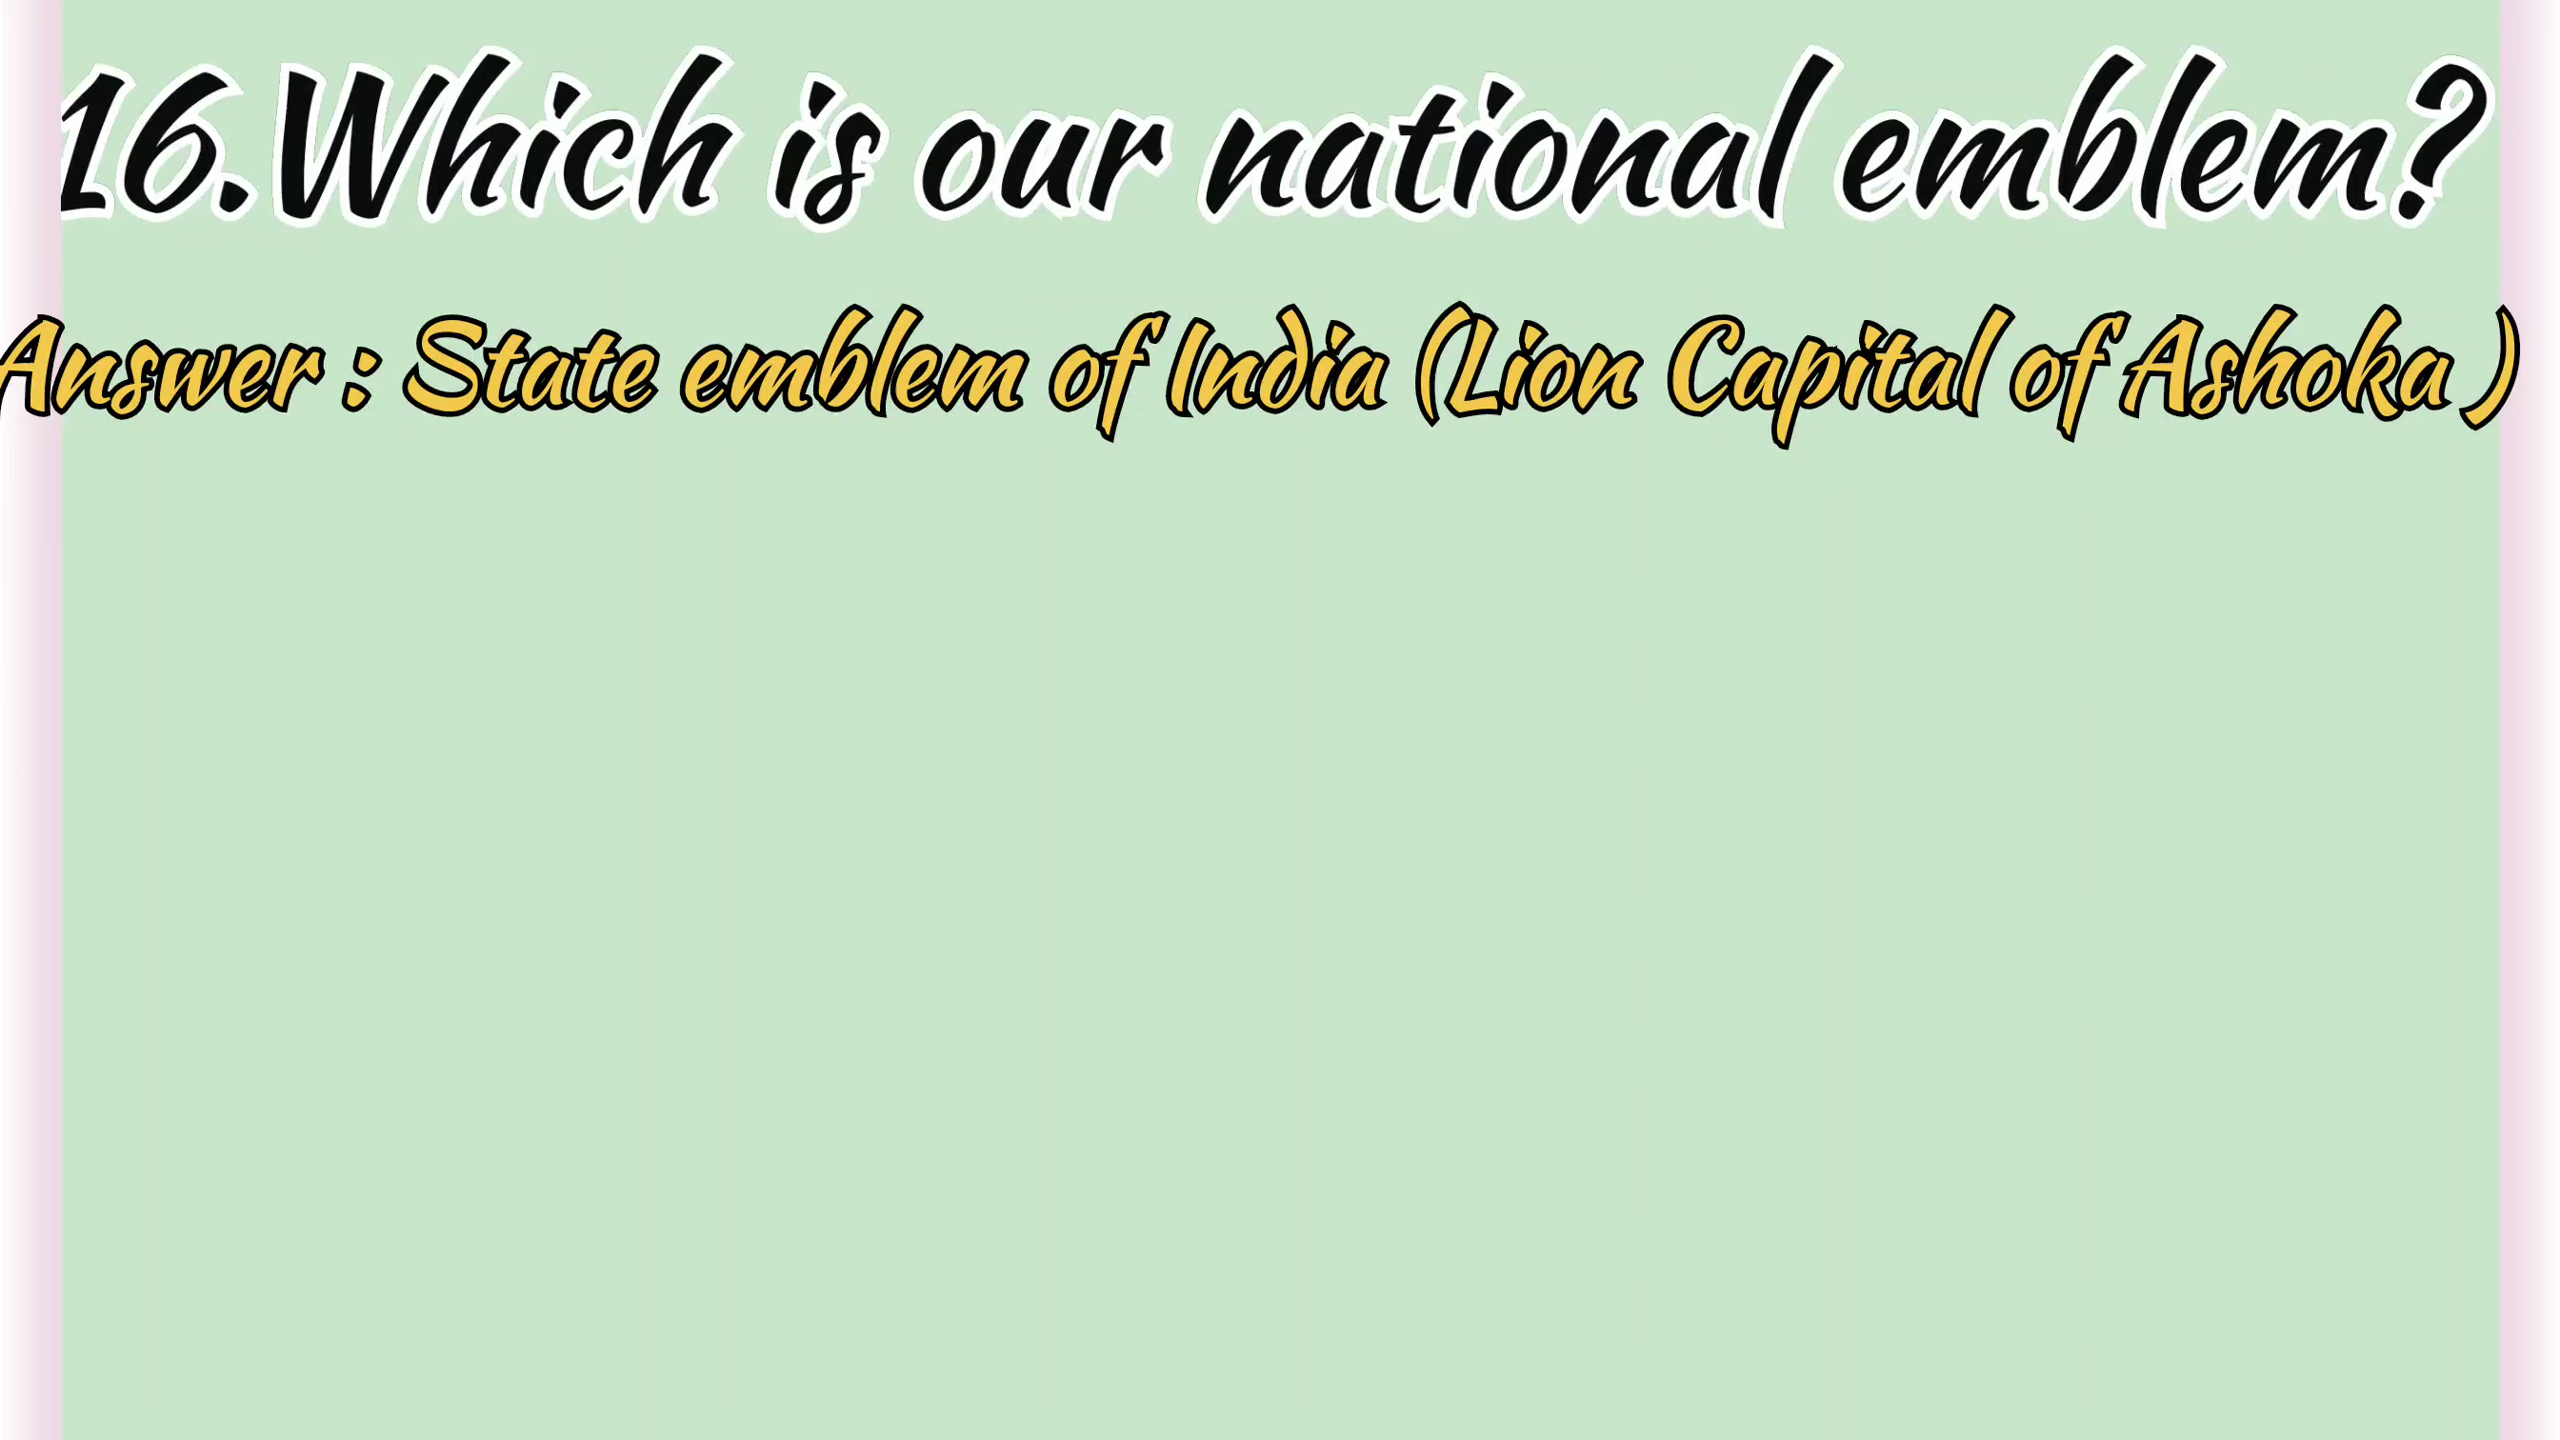 16.Which is our national emblem?
Answer : State emblem of India (Lion Capital of Ashoka )